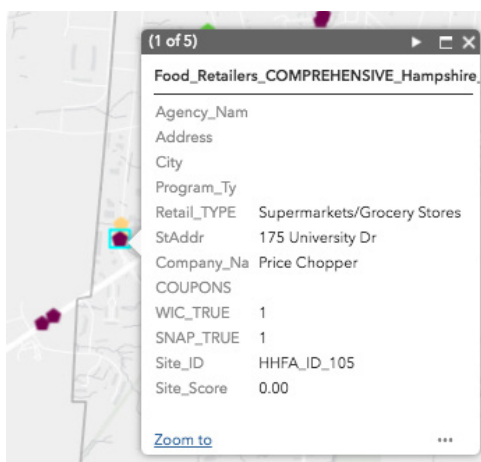 (1 of 5)
Food_Retailers_COMPREHENSIVE_Hampshire_
Agency_Nam
Address
City
Program_Ty
Retail_TYPE Supermarkets/Grocery Stores
StAddr 175 University Dr
Company_Na Price Chopper
COUPONS
WIC_TRUE 1
SNAP_TRUE 1
Site_ID HHFA_ID_105
Site_Score 0.00
Zoom to